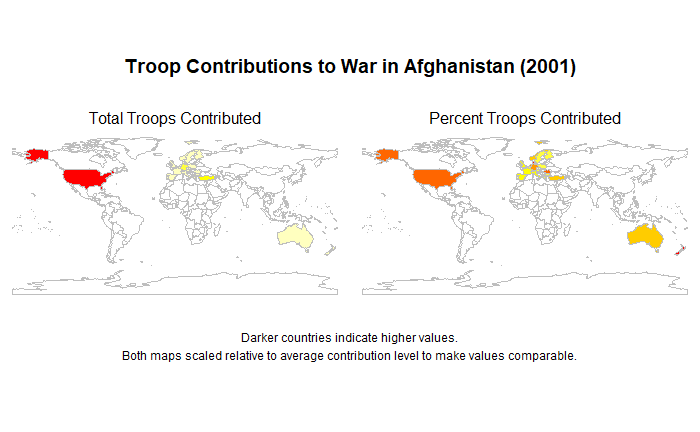 Troop Contributions to War in Afghanistan (2001)
Total Troops Contributed
Percent Troops Contributed
Darker countries indicate higher values.
Both maps scaled relative to average contribution level to make values comparable.